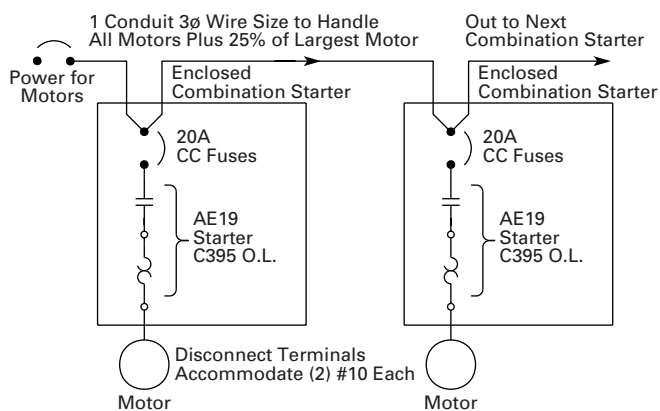 1 Conduit 3ø Wire Size to Handle
All Motors Plus 25% of Largest Motor
Out to Next
Combination Starter
Power for
Motors
Enclosed
Combination Starter
Enclosed
Combination Starter
20A
CC Fuses
20A
CC Fuses
AE19
Starter
C395 O.L.
AE19
Starter
C395 O.L.
Disconnect Terminals
Accommodate (2) #10 Each
Motor
Motor